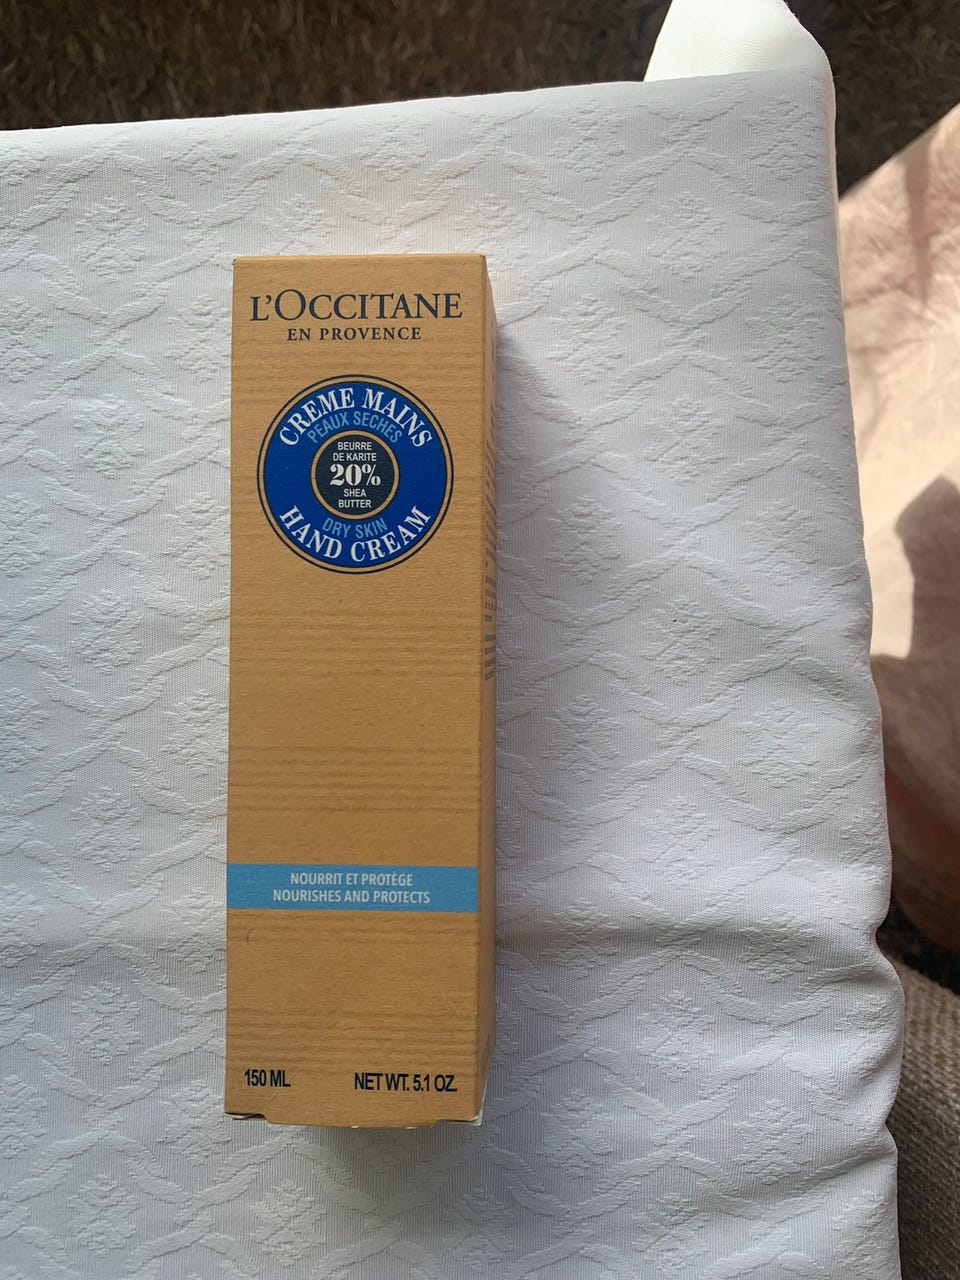 L'OCCITANE
EN PROVENCE
CREME MAINS
PEAUX SECHES
BEURRE
DE KARITE
20%
SHEA
BUTTER
DRY SKIN
HAND CREAM
NOURRIT ET PROTÈGE
NOURISHES AND PROTECTS
150 ML NET WT. 5.1 OZ.